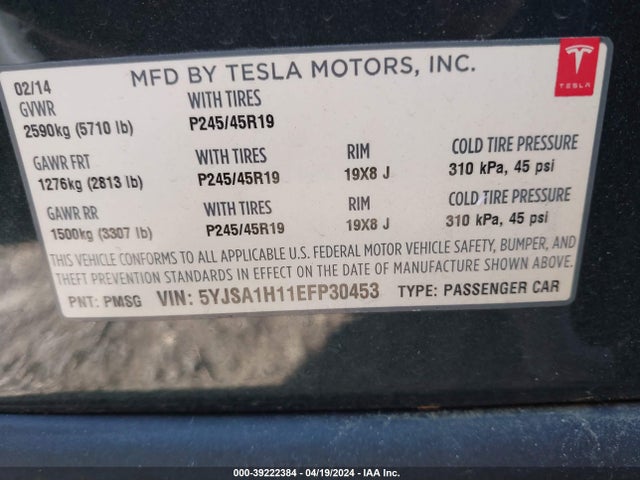 MFD BY TESLA MOTORS, INC.
TESLA
02/14
GVWR WITH TIRES
2590kg (5710 lb) P245/45R19
GAWR FRT WITH TIRES RIM COLD TIRE PRESSURE
1276kg (2813 lb) P245/45R19 19X8 J 310 kPa, 45 psi
GAWR RR WITH TIRES RIM COLD TIRE PRESSURE
1500kg (3307 lb) P245/45R19 19X8 J 310 kPa, 45 psi
THIS VEHICLE CONFORMS TO ALL APPLICABLE U.S. FEDERAL MOTOR VEHICLE SAFETY, BUMPER, AND
THEFT PREVENTION STANDARDS IN EFFECT ON THE DATE OF MANUFACTURE SHOWN ABOVE.
PNT: PMSG VIN: 5YJSA1H11EFP30453 TYPE: PASSENGER CAR
000-39222384 - 04/19/2024 - IAA Inc.